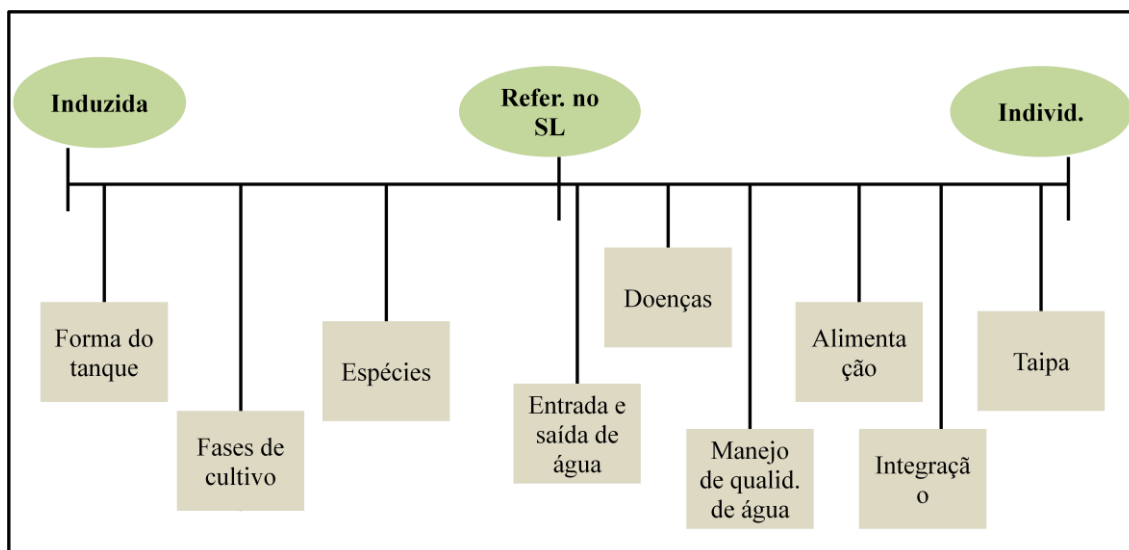 Induzida
Refer. no
SL
Individ.
Forma do
tanque
Fases de
cultivo
Espécies
Entrada e
saída de
água
Doenças
Manejo
de qualid.
de água
Alimenta
ção
Integraçã
o
Taipa